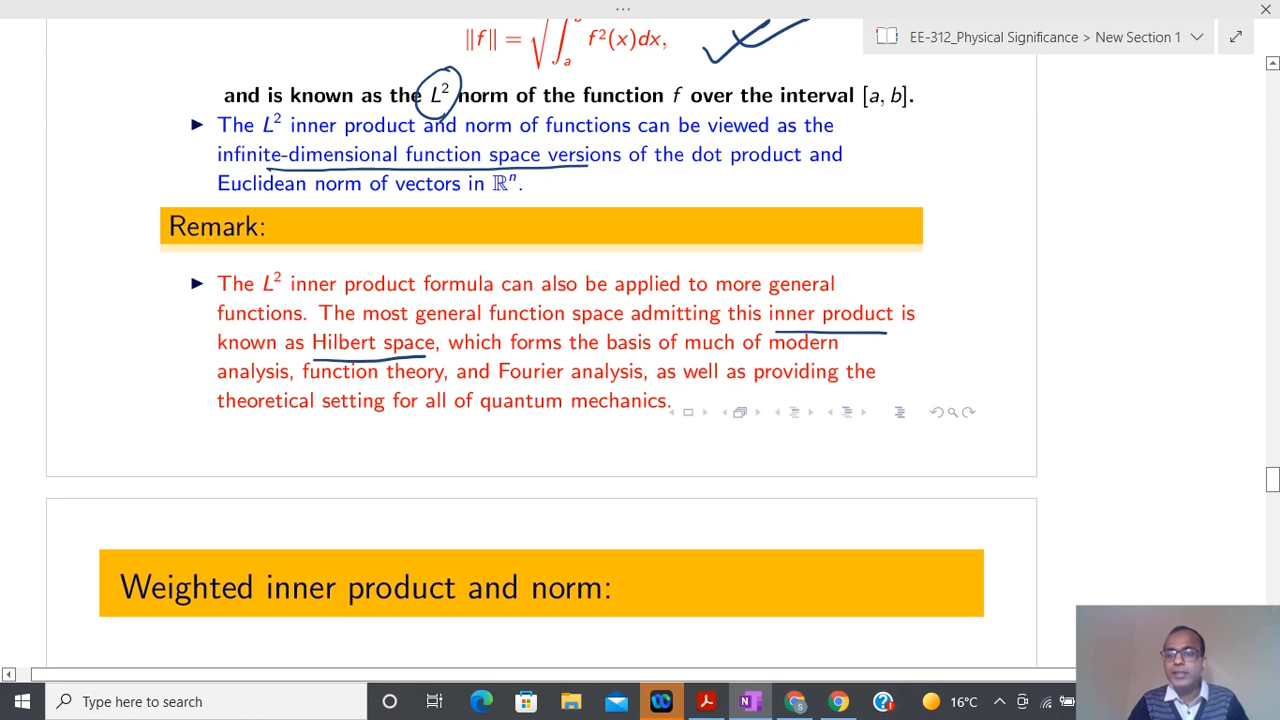 EE-312_Physical Significance > New Section 1
‖f‖ = √∫ₐᵇ f²(x)dx,
and is known as the L² norm of the function f over the interval [a, b].
► The L² inner product and norm of functions can be viewed as the
infinite-dimensional function space versions of the dot product and
Euclidean norm of vectors in ℝⁿ.
Remark:
► The L² inner product formula can also be applied to more general
functions. The most general function space admitting this inner product is
known as Hilbert space, which forms the basis of much of modern
analysis, function theory, and Fourier analysis, as well as providing the
theoretical setting for all of quantum mechanics.
Weighted inner product and norm:
Type here to search
16°C